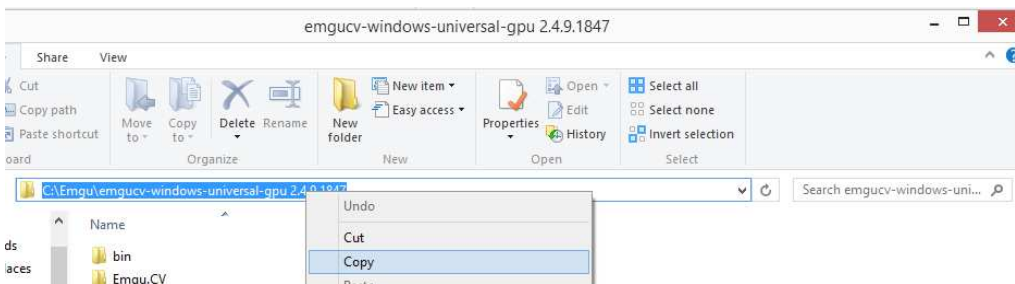 emgucv-windows-universal-gpu 2.4.9.1847
Share View
Cut
Copy path
Paste shortcut
Move to
Copy to
Delete
Rename
New folder
New item
Easy access
Properties
Open
Edit
History
Select all
Select none
Invert selection
Organize New Open Select
C:\Emgu\emgucv-windows-universal-gpu 2.4.9.1847
Search emgucv-windows-uni...
Undo
Name
Cut
bin
Copy
Emgu.CV